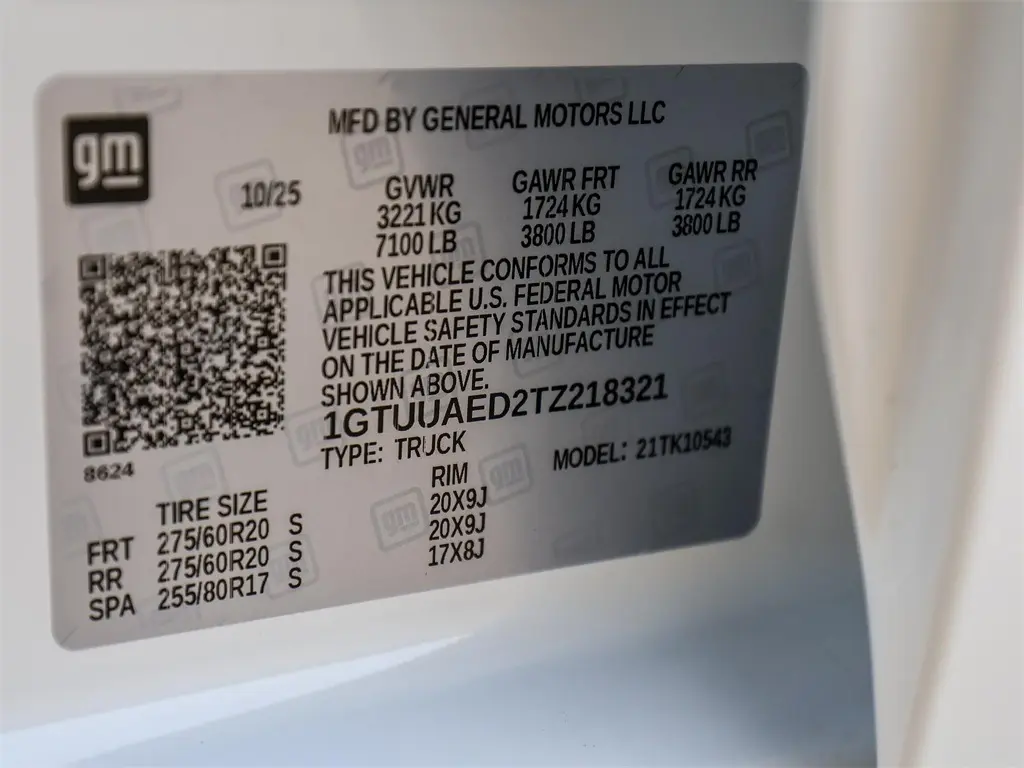 gm
MFD BY GENERAL MOTORS LLC
10/25 GVWR GAWR FRT GAWR RR
3221 KG 1724 KG 1724 KG
7100 LB 3800 LB 3800 LB
THIS VEHICLE CONFORMS TO ALL
APPLICABLE U.S. FEDERAL MOTOR
VEHICLE SAFETY STANDARDS IN EFFECT
ON THE DATE OF MANUFACTURE
SHOWN ABOVE.
1GTUUAED2TZ218321
TYPE: TRUCK MODEL: 21TK10543
8624
TIRE SIZE RIM
FRT 275/60R20 S 20X9J
RR 275/60R20 S 20X9J
SPA 255/80R17 S 17X8J